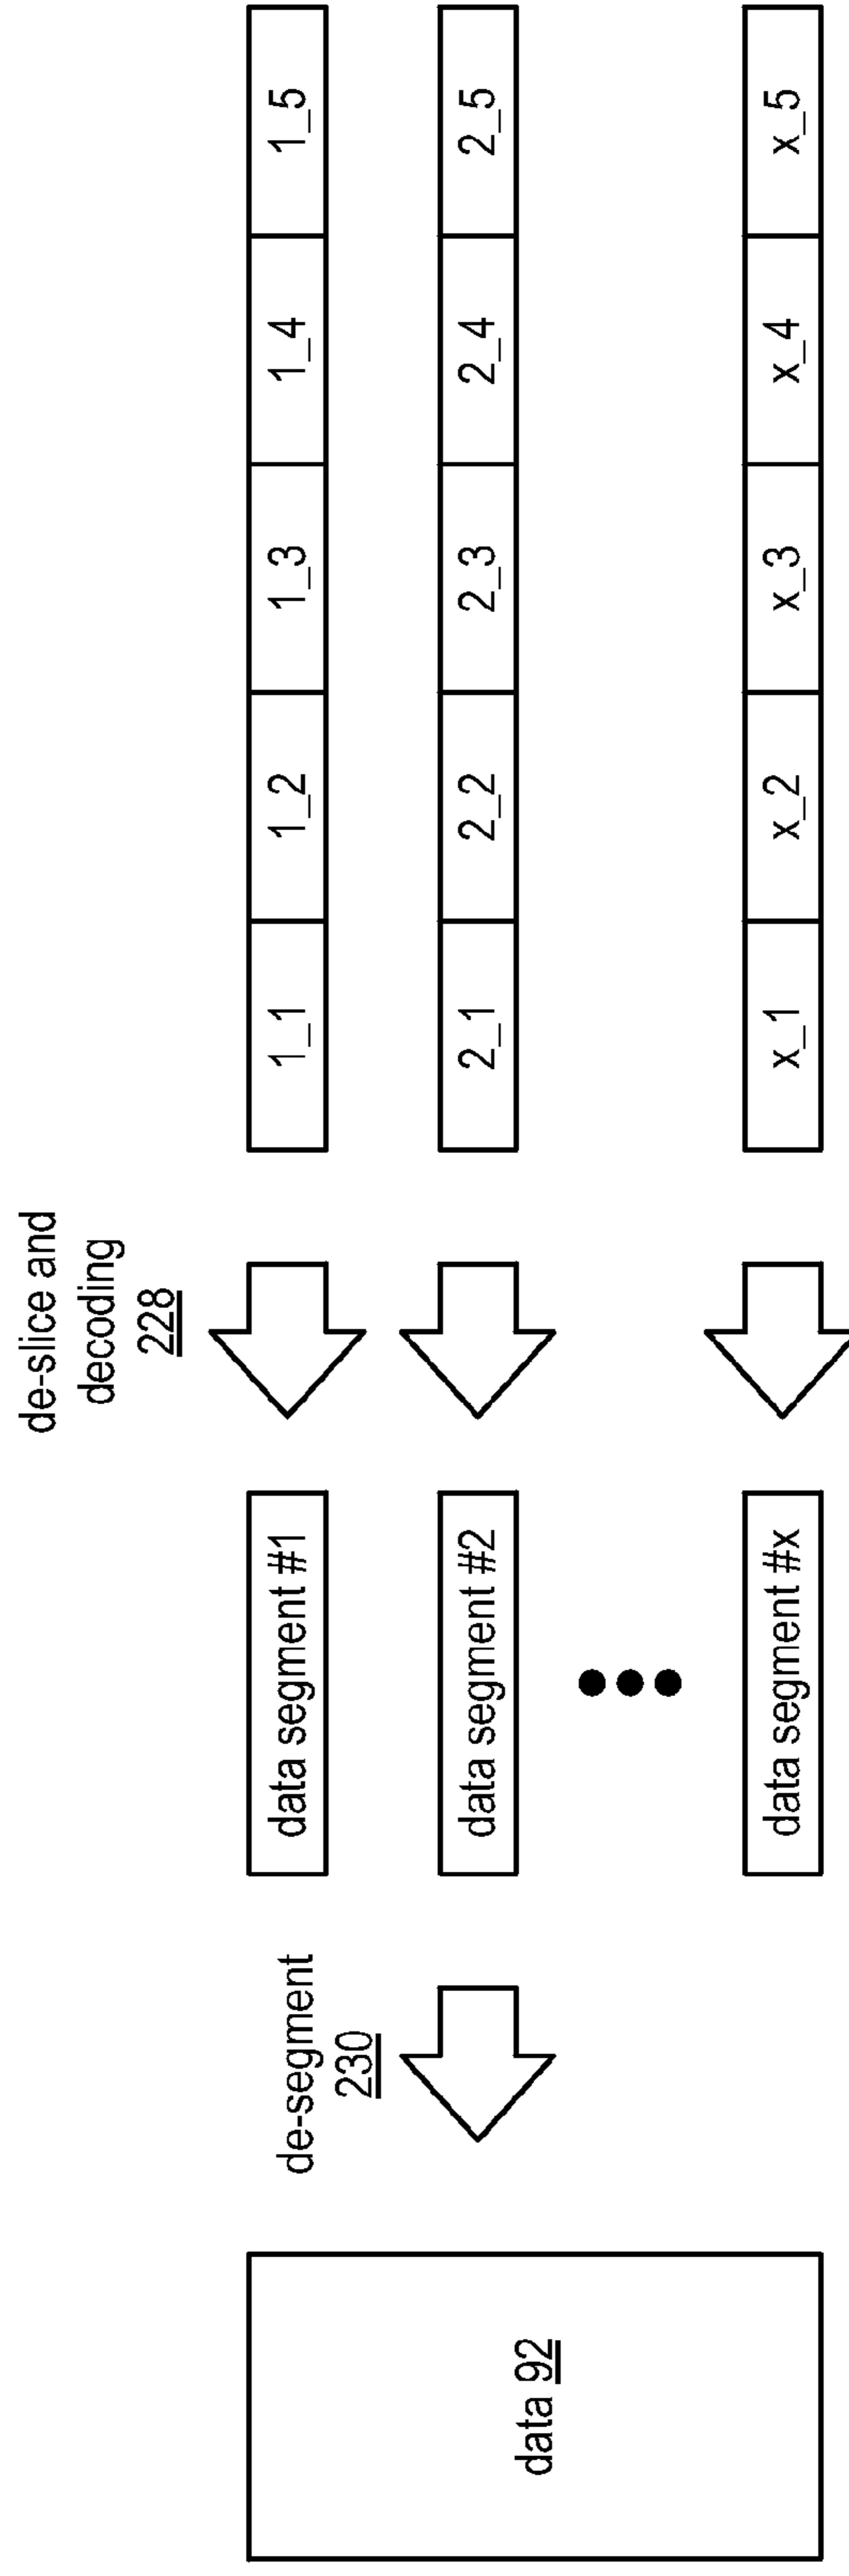 de-slice and
decoding
228
de-segment
230
data 92
data segment #1
1_1
1_2
1_3
1_4
1_5
data segment #2
2_1
2_2
2_3
2_4
2_5
data segment #x
x_1
x_2
x_3
x_4
x_5